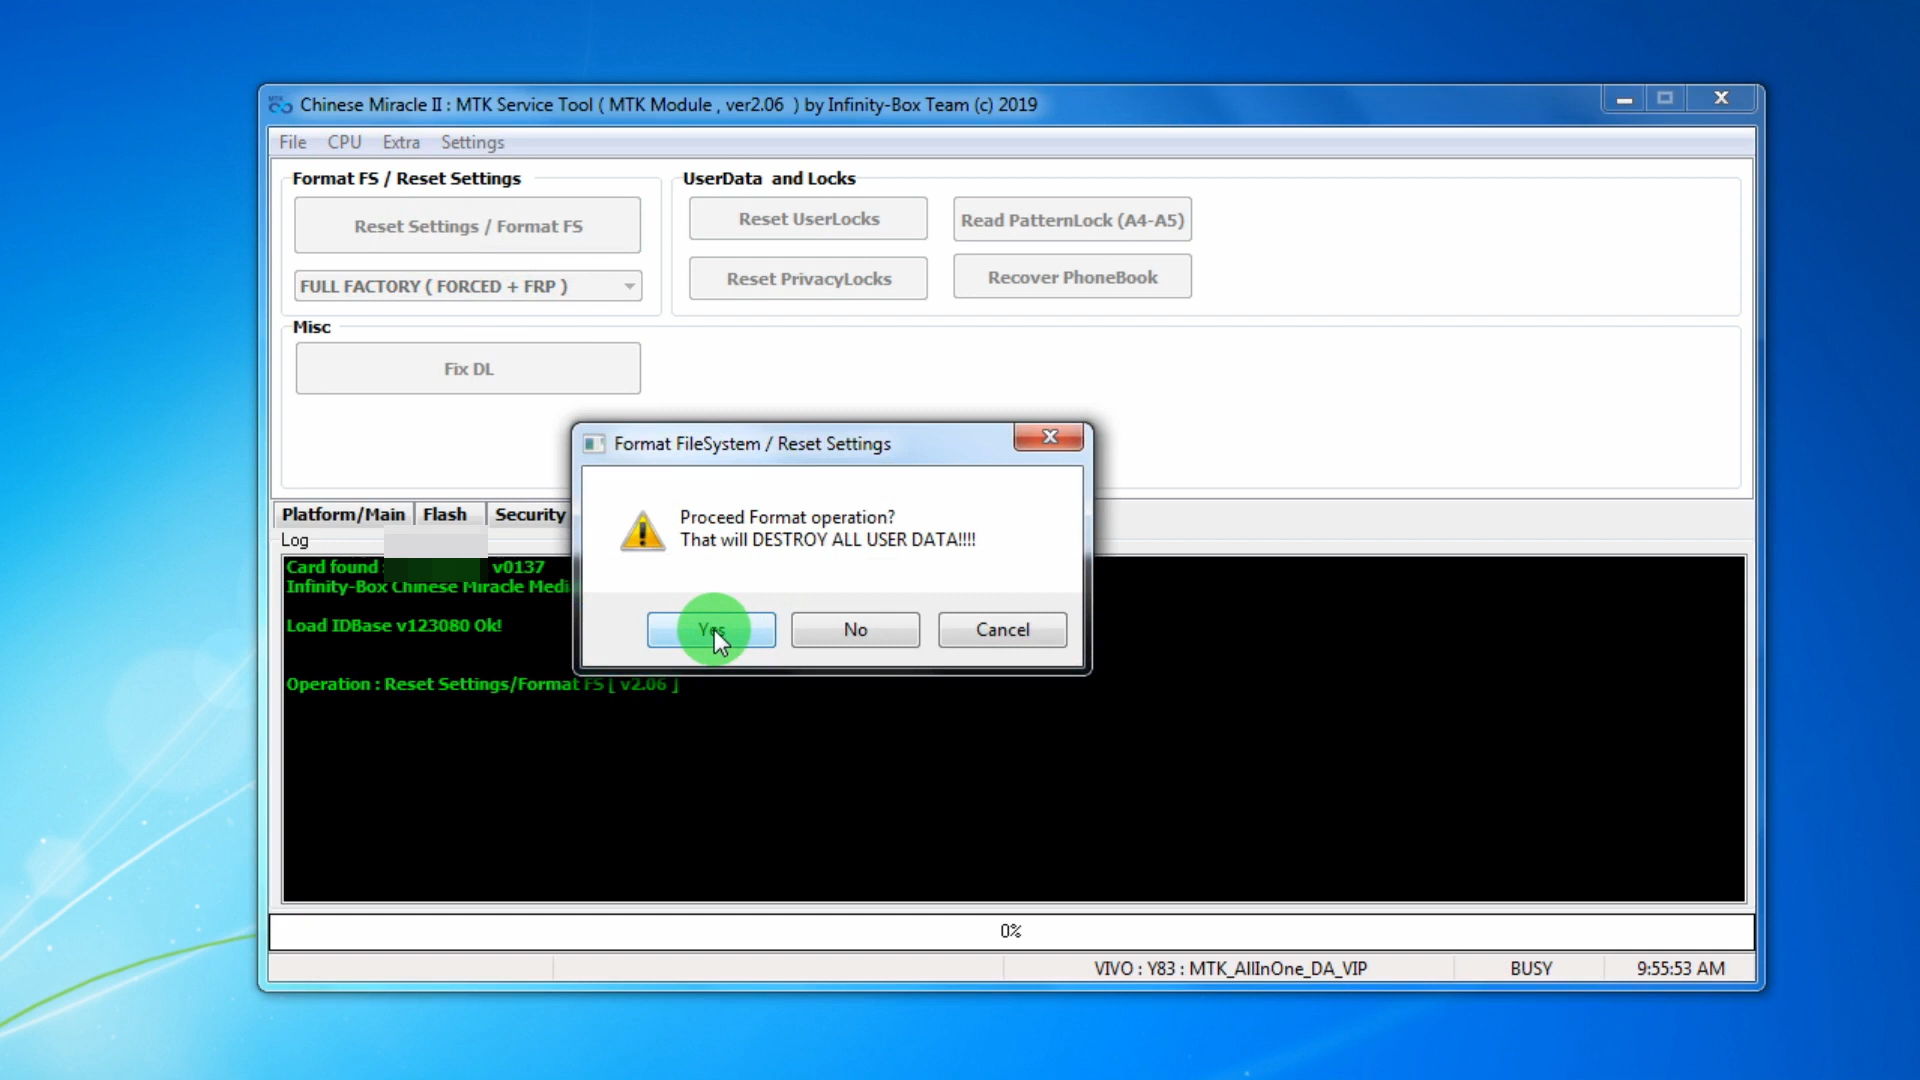 Chinese Miracle II : MTK Service Tool ( MTK Module , ver2.06 ) by Infinity-Box Team (c) 2019
File CPU Extra Settings
Format FS / Reset Settings
Reset Settings / Format FS
FULL FACTORY ( FORCED + FRP )
UserData and Locks
Reset UserLocks
Read PatternLock (A4-A5)
Reset PrivacyLocks
Recover PhoneBook
Misc
Fix DL
Format FileSystem / Reset Settings
Proceed Format operation?
That will DESTROY ALL USER DATA!!!!
Yes
No
Cancel
Platform/Main Flash Security
Log
Card found : v0137
Infinity-Box Chinese Miracle Medi
Load IDBase v123080 Ok!
Operation : Reset Settings/Format FS [ v2.06 ]
0%
VIVO : Y83 : MTK_AllInOne_DA_VIP
BUSY
9:55:53 AM